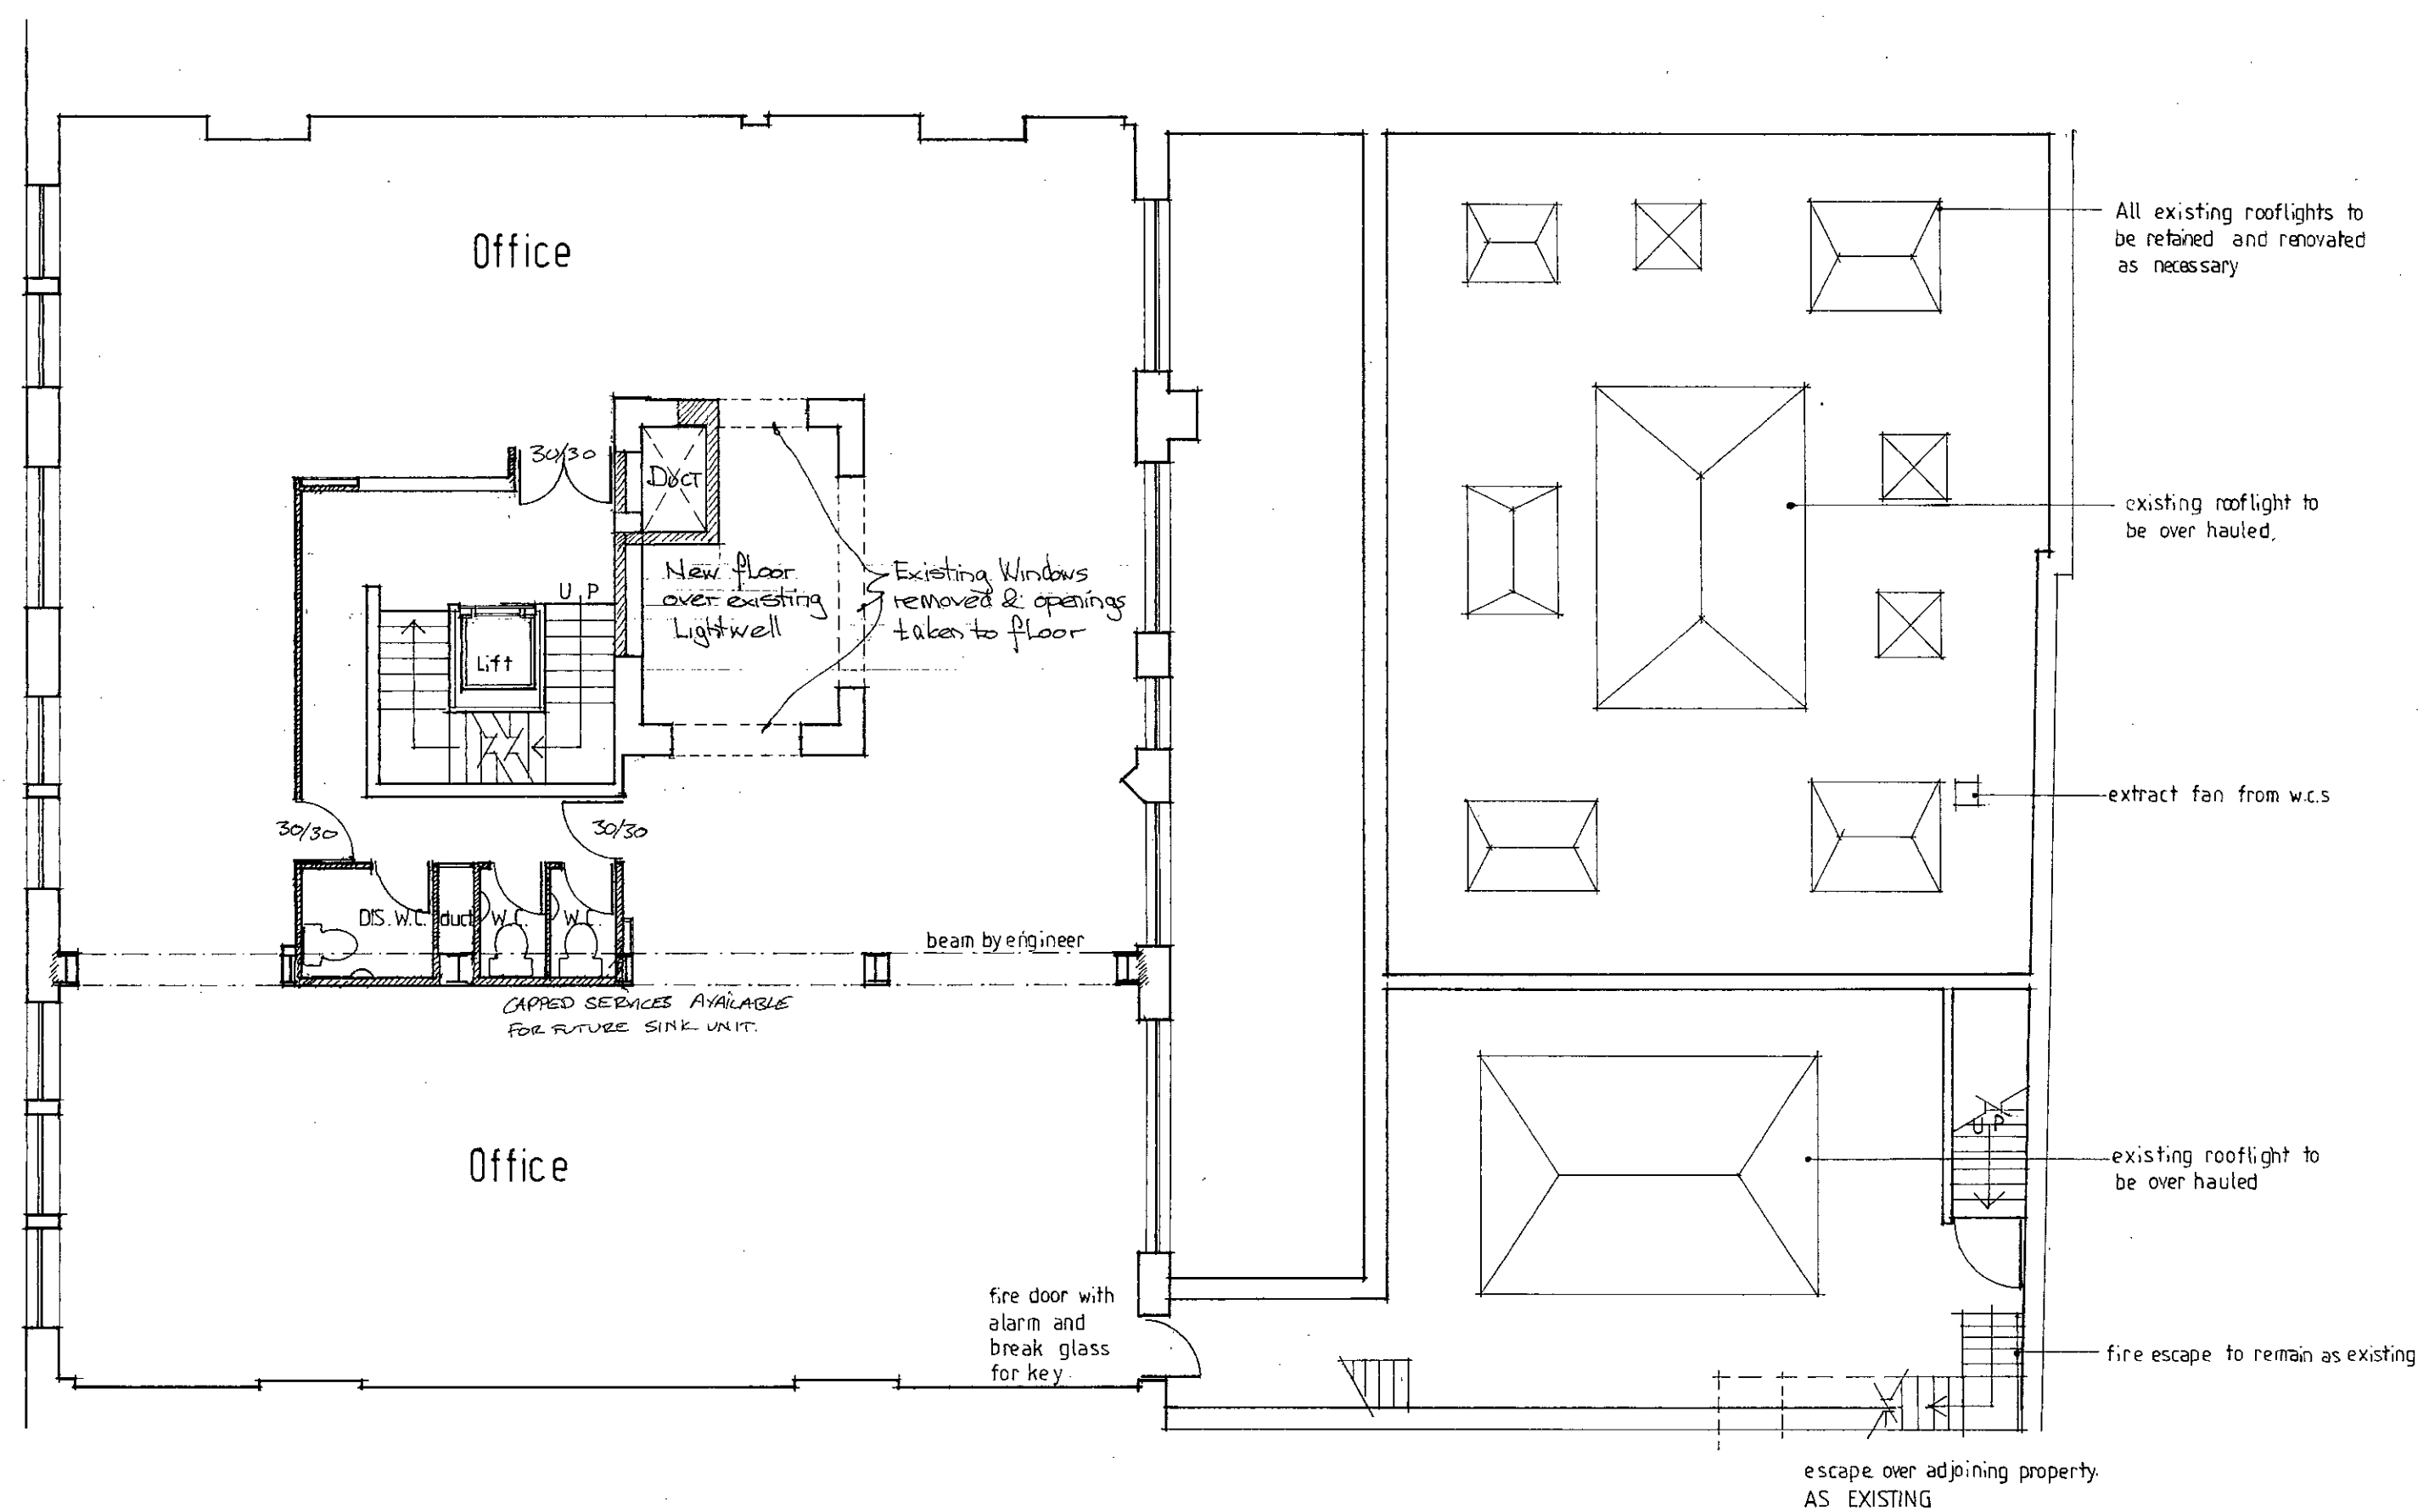 Office
All existing rooflights to
be retained and renovated
as necessary
30/30
Duct
existing rooflight to
be over hauled.
New floor
over existing
Lightwell
Existing Windows
removed & openings
taken to floor
UP
Lift
extract fan from w.c.s
30/30
30/30
DIS. W.C.
duct
W.C.
W.C.
beam by engineer
CAPPED SERVICES AVAILABLE
FOR FUTURE SINK UNIT.
UP
Office
existing rooflight to
be over hauled
fire door with
alarm and
break glass
for key.
fire escape to remain as existing
escape over adjoining property.
AS EXISTING